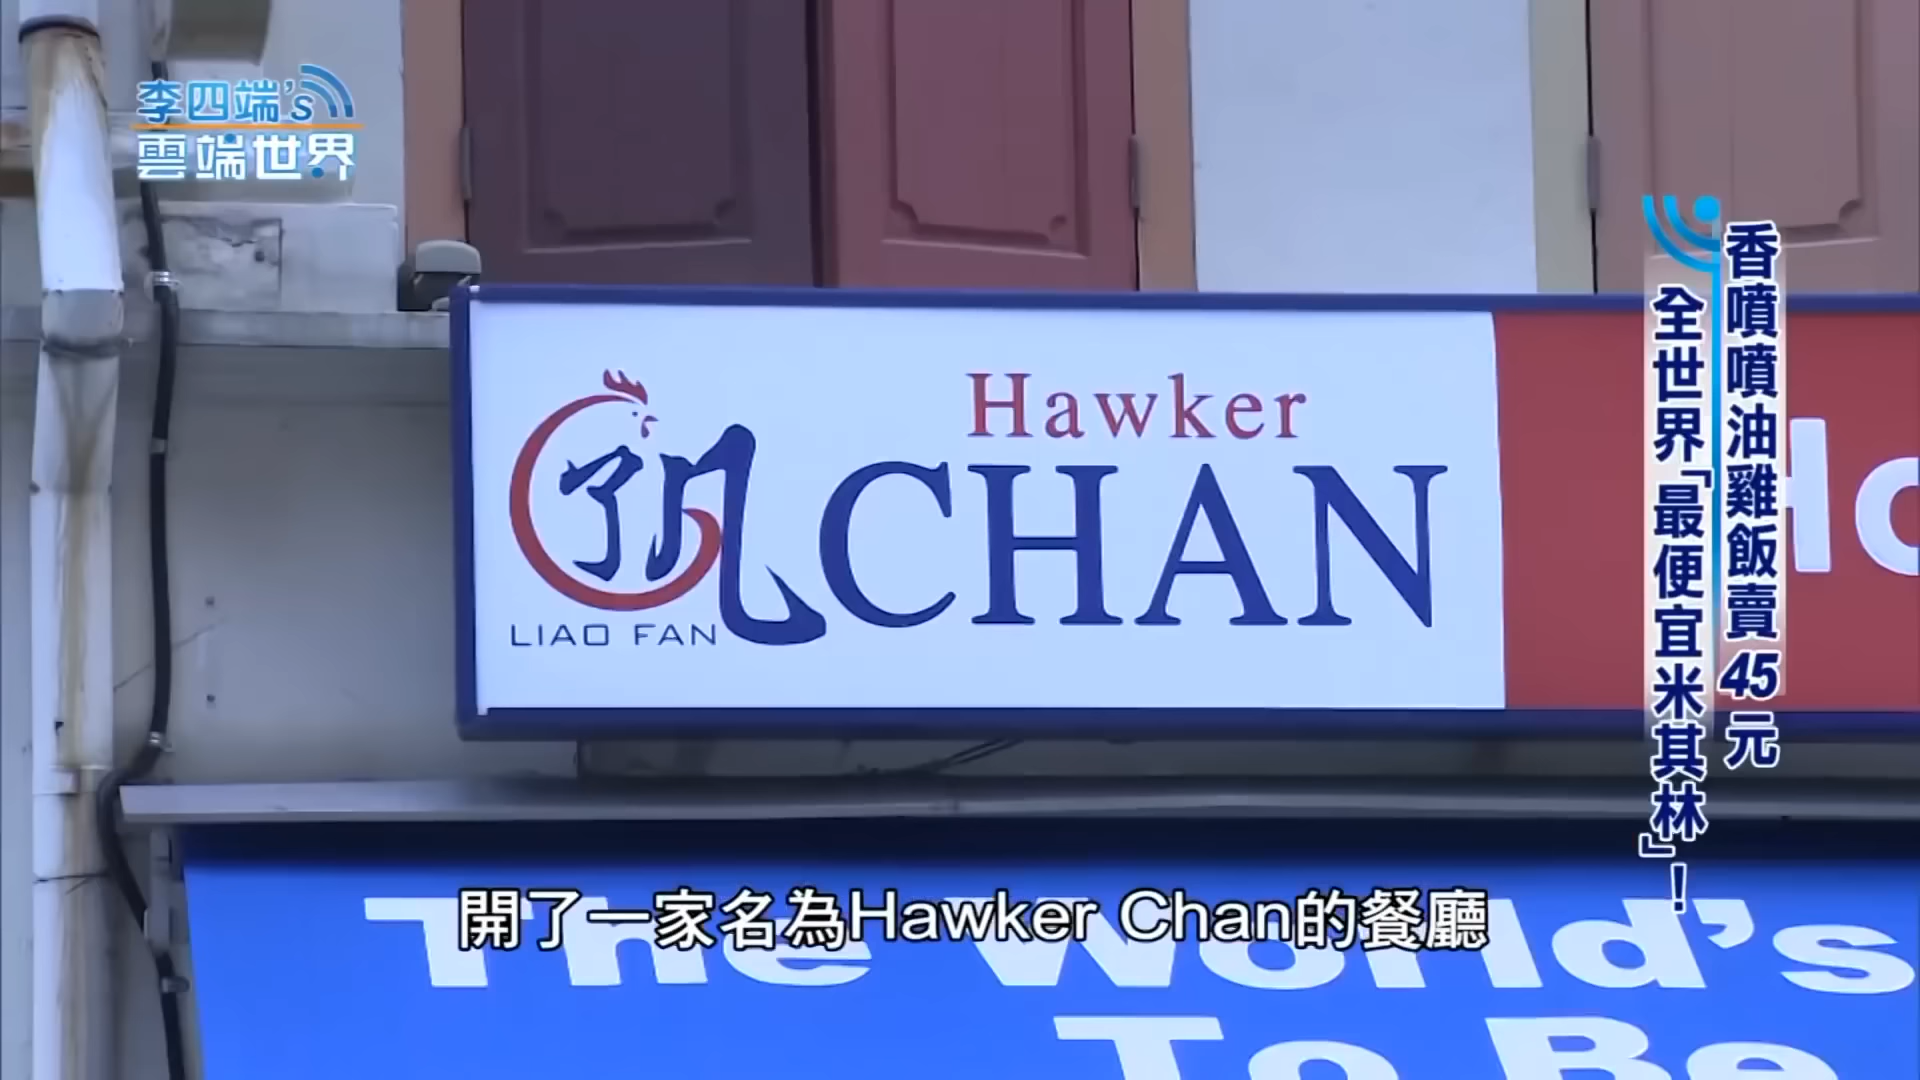 李四端's
雲端世界
香噴噴油雞飯賣45元
全世界「最便宜米其林」！
Hawker
CHAN
了凡
LIAO FAN
開了一家名為Hawker Chan的餐廳
The World's
To Be